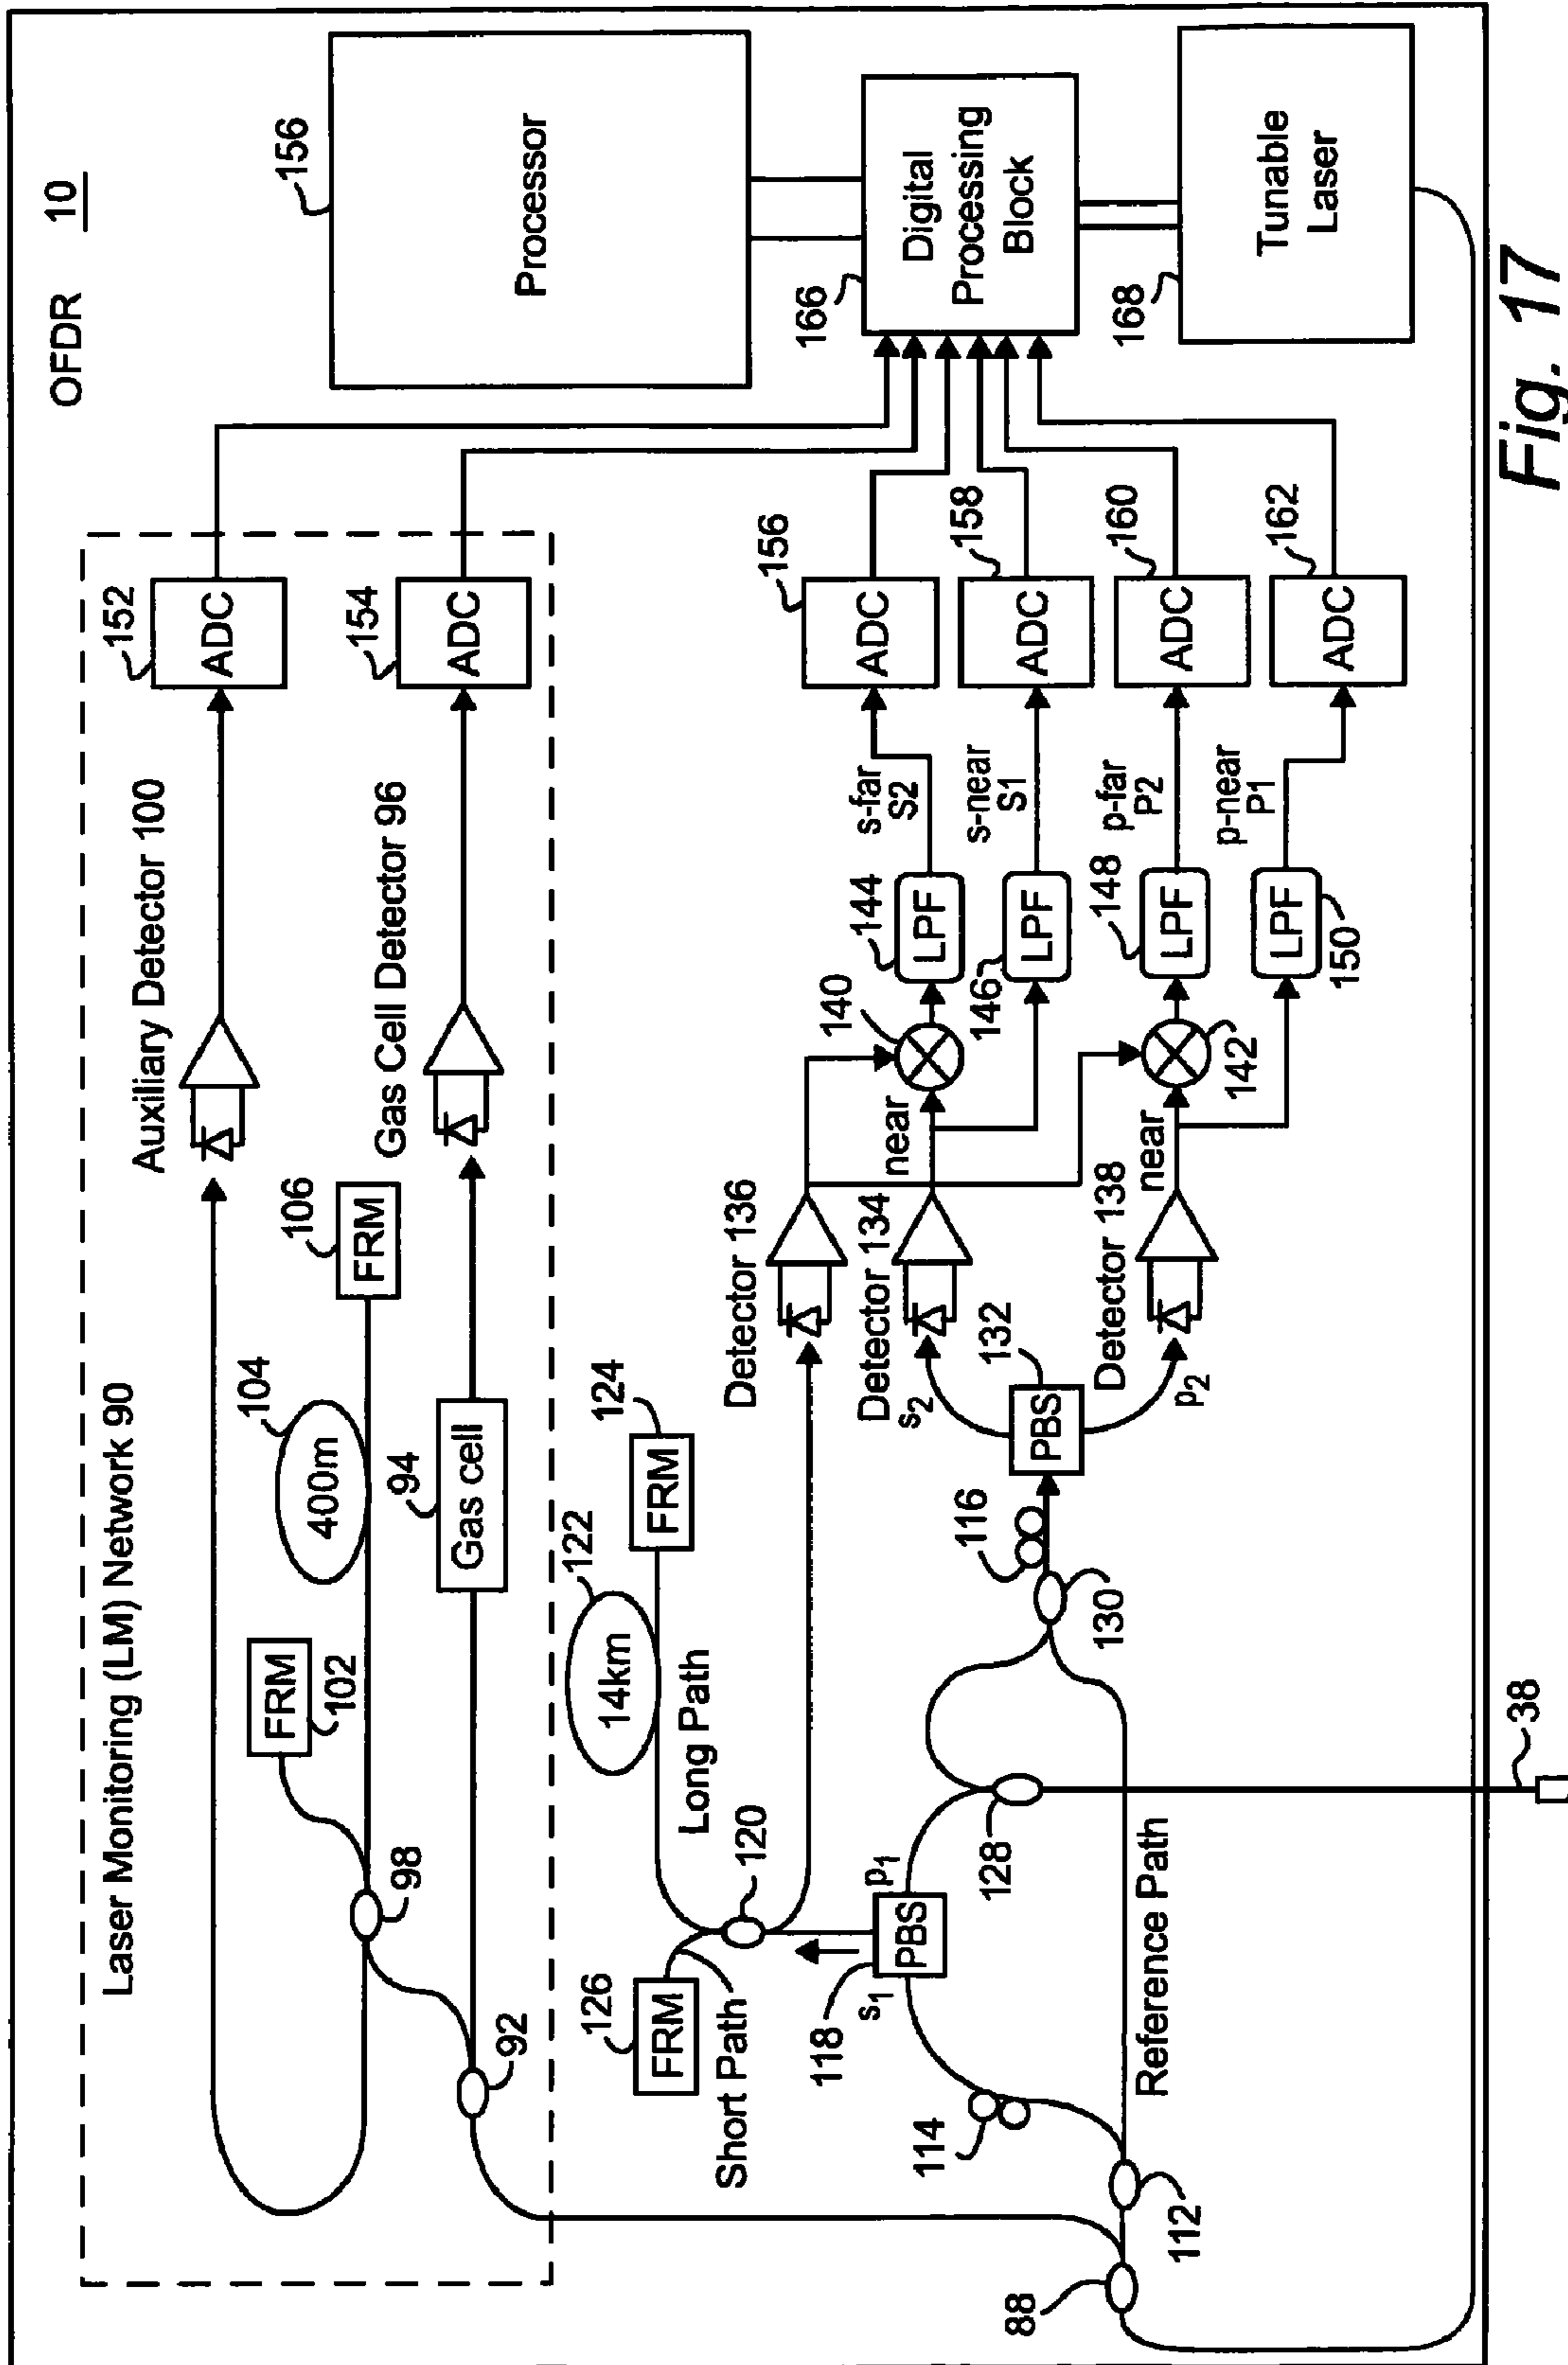 OFDR 10
Laser Monitoring (LM) Network 90
Auxiliary Detector 100
152
ADC
FRM
102
104
400m
106
FRM
98
Gas Cell Detector 96
154
ADC
94
Gas cell
92
156
Processor
166
Digital
Processing
Block
168
Tunable
Laser
126
FRM
Short Path
122
14km
Long Path
124
FRM
120
Detector 136
Detector 134
s2
near
140
144
LPF
s-far
S2
156
ADC
146
LPF
s-near
S1
158
ADC
118
s1
PBS
p1
114
128
116
130
132
PBS
Detector 138
p2
near
142
148
LPF
p-far
P2
160
ADC
LPF
150
p-near
P1
162
ADC
88
112
Reference Path
38
Fig. 17